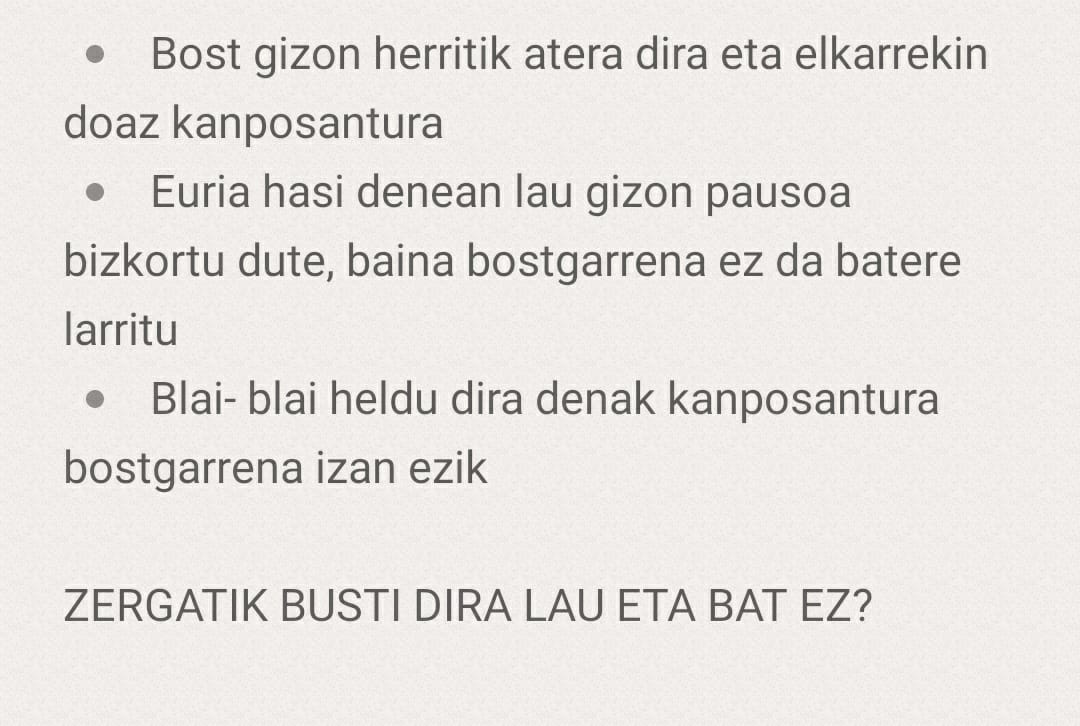 • Bost gizon herritik atera dira eta elkarrekin
doaz kanposantura
• Euria hasi denean lau gizon pausoa
bizkortu dute, baina bostgarrena ez da batere
larritu
• Blai- blai heldu dira denak kanposantura
bostgarrena izan ezik
ZERGATIK BUSTI DIRA LAU ETA BAT EZ?